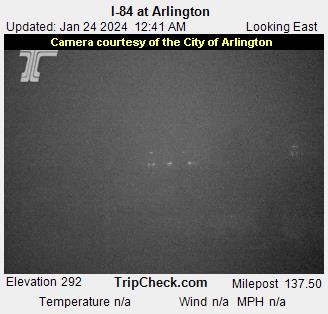 I-84 at Arlington
Updated: Jan 24 2024 12:41 AM Looking East
Camera courtesy of the City of Arlington
Elevation 292 TripCheck.com Milepost 137.50
Temperature n/a Wind n/a MPH n/a